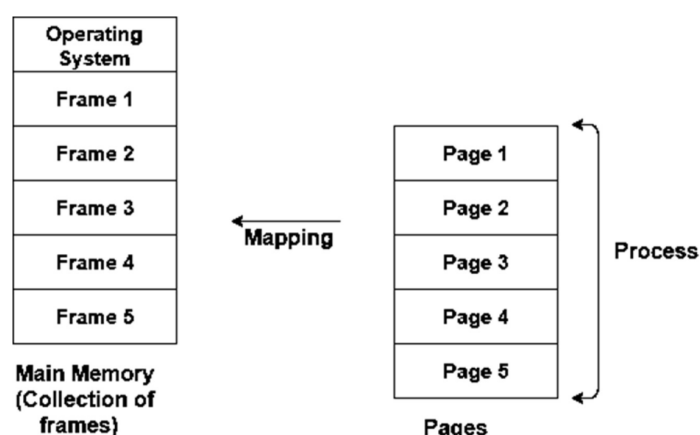 Operating
System
Frame 1
Frame 2
Frame 3
Frame 4
Frame 5
Main Memory
(Collection of
frames)
Mapping
Page 1
Page 2
Page 3
Page 4
Page 5
Pages
Process